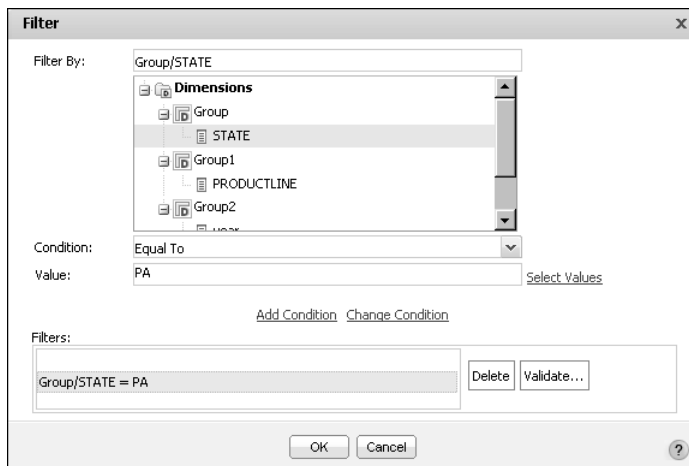 Filter
x
Filter By:
Group/STATE
Dimensions
Group
STATE
Group1
PRODUCTLINE
Group2
year
Condition:
Equal To
Value:
PA
Select Values
Add Condition Change Condition
Filters:
Group/STATE = PA
Delete Validate...
OK Cancel
?